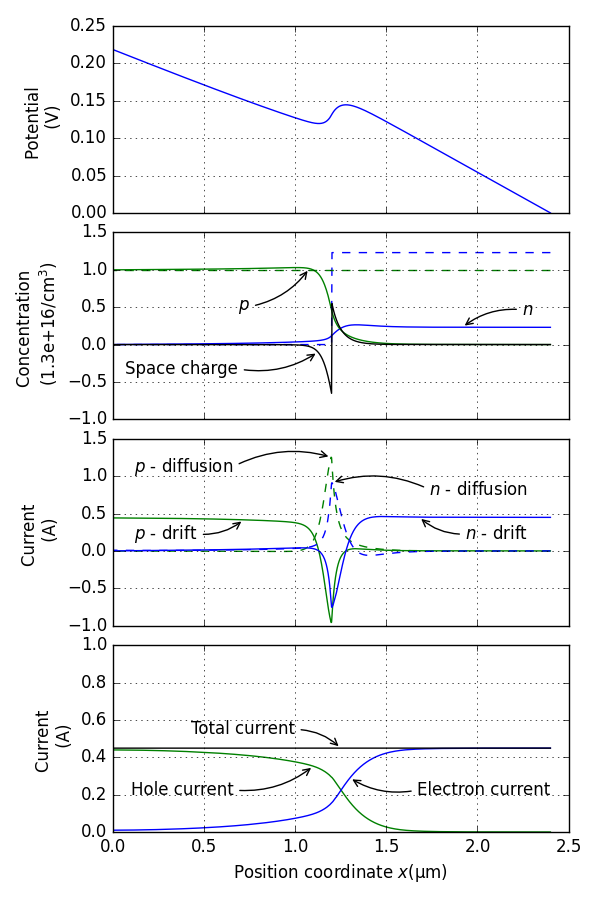 0.25
0.20
0.15
0.10
0.05
0.00
Potential
(V)
1.5
1.0
0.5
0.0
−0.5
−1.0
Concentration
(1.3e+16/cm³)
p
n
Space charge
1.5
1.0
0.5
0.0
−0.5
−1.0
Current
(A)
p - diffusion
n - diffusion
p - drift
n - drift
1.0
0.8
0.6
0.4
0.2
0.0
Current
(A)
Total current
Hole current
Electron current
0.0 0.5 1.0 1.5 2.0 2.5
Position coordinate x(μm)